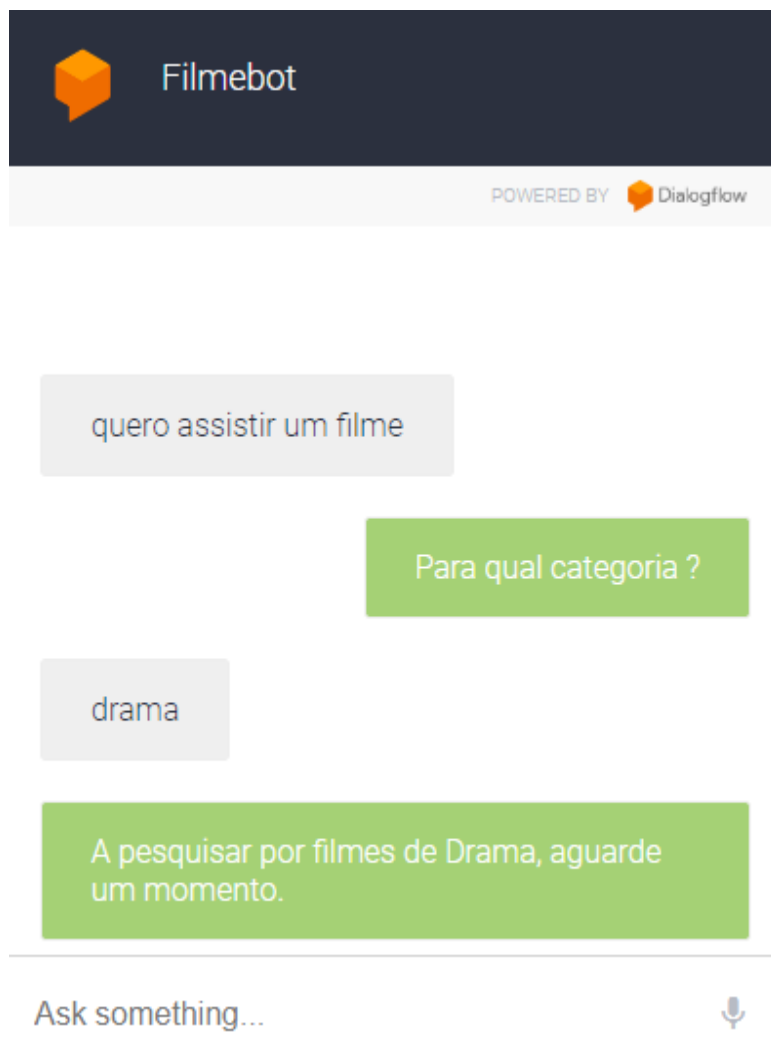 Filmebot
POWERED BY Dialogflow
quero assistir um filme
Para qual categoria ?
drama
A pesquisar por filmes de Drama, aguarde
um momento.
Ask something...